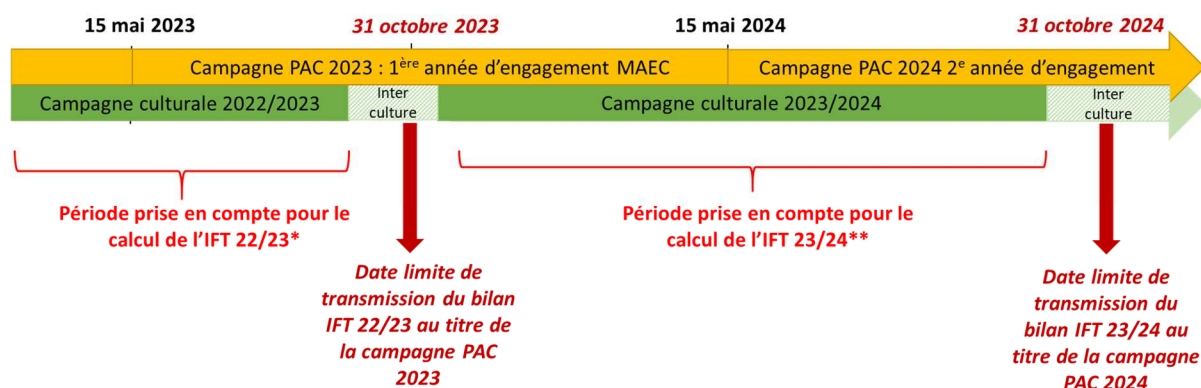 15 mai 2023
31 octobre 2023
15 mai 2024
31 octobre 2024
Campagne PAC 2023 : 1ère année d’engagement MAEC
Campagne PAC 2024 2e année d’engagement
Campagne culturale 2022/2023
Inter
culture
Campagne culturale 2023/2024
Inter
culture
Période prise en compte pour le
calcul de l’IFT 22/23*
Période prise en compte pour le
calcul de l’IFT 23/24**
Date limite de
transmission du bilan
IFT 22/23 au titre de
la campagne PAC
2023
Date limite de
transmission du
bilan IFT 23/24 au
titre de la campagne
PAC 2024